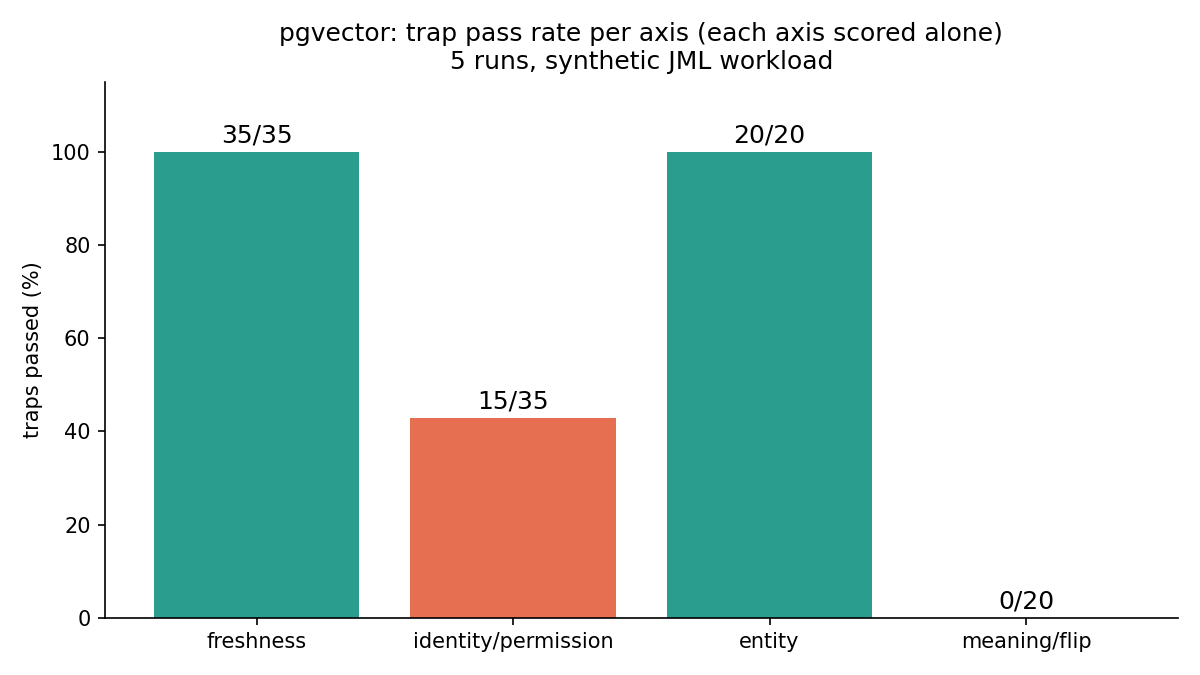 pgvector: trap pass rate per axis (each axis scored alone)
5 runs, synthetic JML workload
traps passed (%)
100
80
60
40
20
0
35/35
15/35
20/20
0/20
freshness
identity/permission
entity
meaning/flip